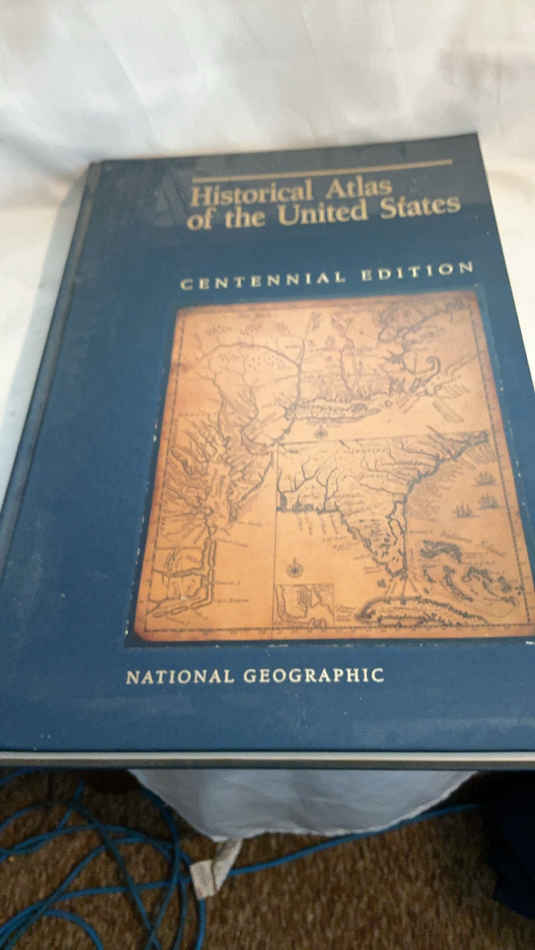 Historical Atlas
of the United States
CENTENNIAL EDITION
NATIONAL GEOGRAPHIC